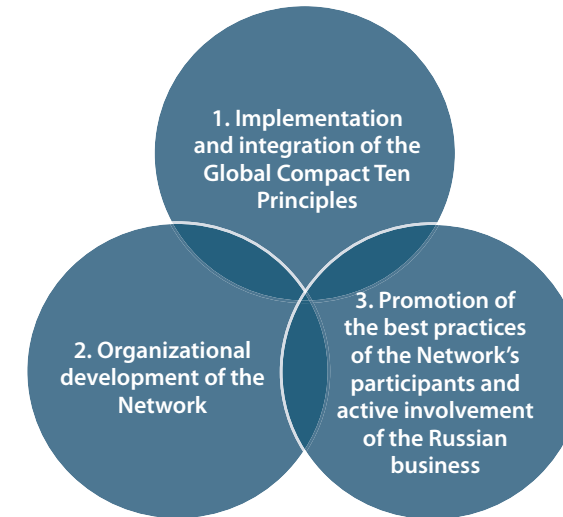 1. Implementation
and integration of the
Global Compact Ten
Principles
2. Organizational
development of the
Network
3. Promotion of
the best practices
of the Network’s
participants and
active involvement
of the Russian
business